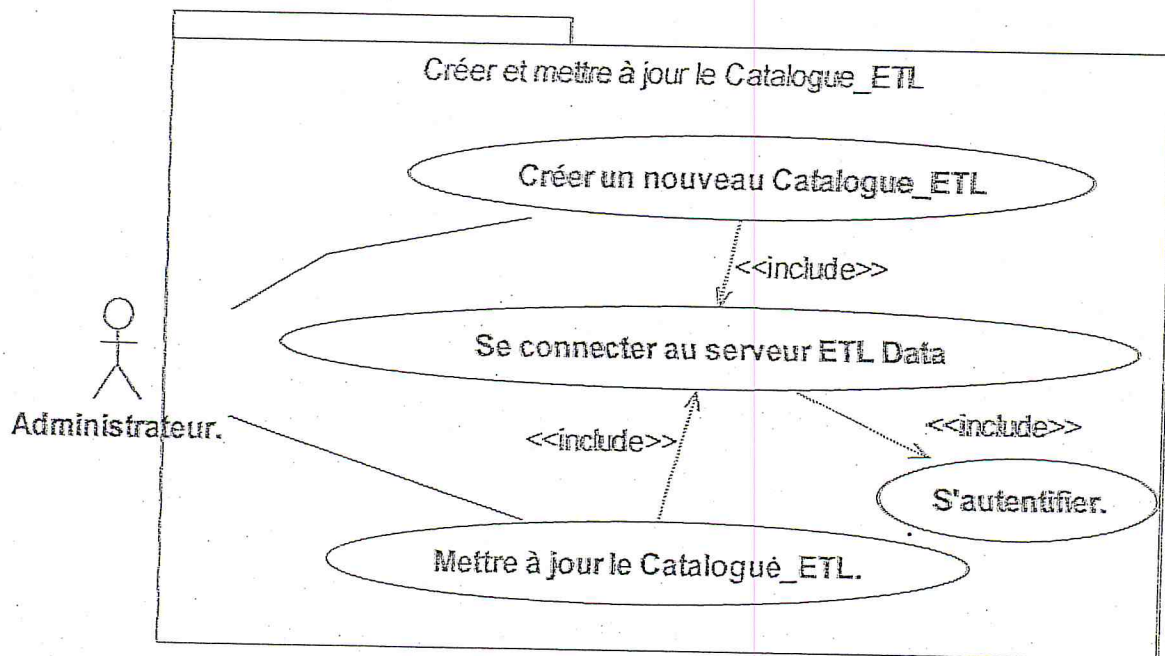 Créer et mettre à jour le Catalogue_ETL
Créer un nouveau Catalogue_ETL
<<include>>
Se connecter au serveur ETL Data
Administrateur.
<<include>>
<<include>>
S'autentifier.
Mettre à jour le Catalogue_ETL.